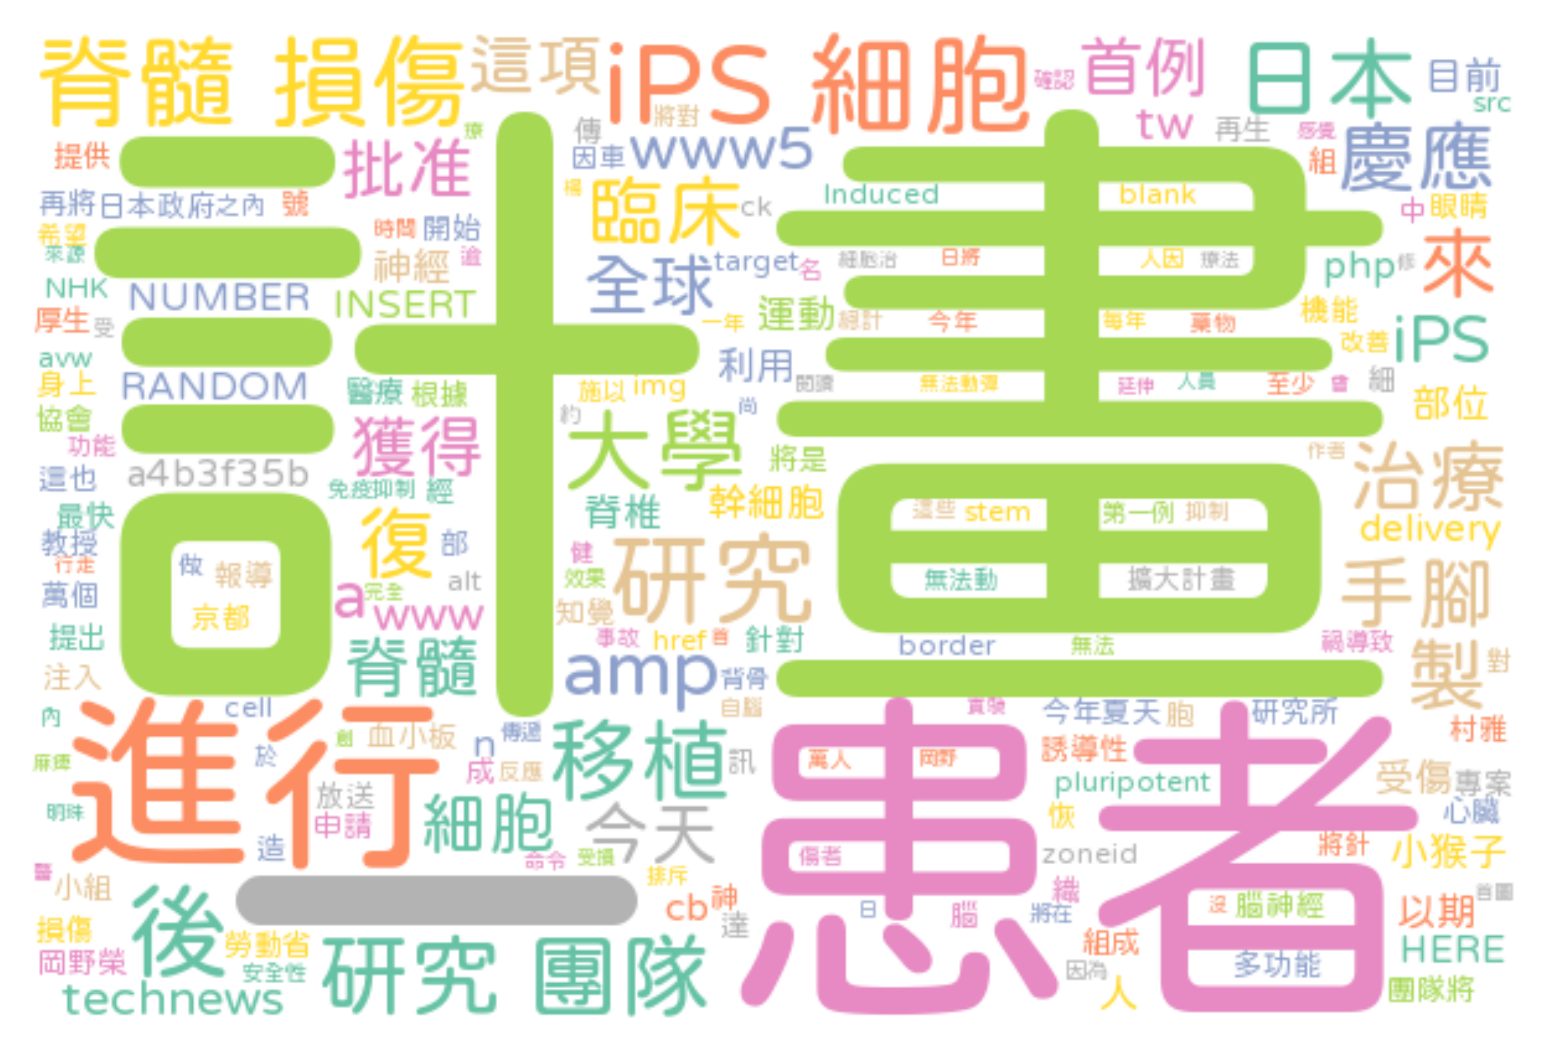 脊髓 損傷
這項
iPS 細胞
確認
首例
日本
目前
src
療
將對
傳
因車
www5
tw
再生
感覺
組
慶應
提供
批准
計畫
再將
日本政府之內
號
楊
臨床
ck
Induced
blank
中
眼睛
希望
來源
時間
開始
神經
逾
全球
target
名
細胞治
日將
人因
療法
php
修
來
NHK
NUMBER
INSERT
厚生
受
一年
運動
總計
今年
每年
藥物
機能
改善
iPS
avw
身上
RANDOM
醫療
根據
施以
img
利用
閱讀
無法動彈
延伸
人員
至少
曾
細
部位
協會
功能
獲得
約
大學
尚
將是
作者
治療
這也
a4b3f35b
免疫抑制
經
脊椎
幹細胞
這些
stem
第一例
抑制
delivery
最快
教授
行走
做
報導
京都
復
部
健
效果
研究
無法動
擴大計畫
手腳
萬個
a
完全
alt
www
知覺
事故
href
首
針對
border
無法
禍導致
提出
注入
脊髓
amp
背骨
自腦
製
對
內
進行
cell
創
血小板
n
傳過
移植
訊
患者
實發
今年夏天
胞
研究所
村雅
麻痺
於
成
反應
萬人
岡野
誘導性
pluripotent
受傷
專案
明珠
放送
申請
細胞
今天
恢
心臟
造
命令
受損
傷者
zoneid
將針
小猴子
醫
小組
一
排斥
cb
神
織
首圖
損傷
後
達
日
腦
將在
沒
腦神經
以期
岡野榮
勞動省
安全性
研究 團隊
組成
因為
多功能
HERE
technews
人
團隊將